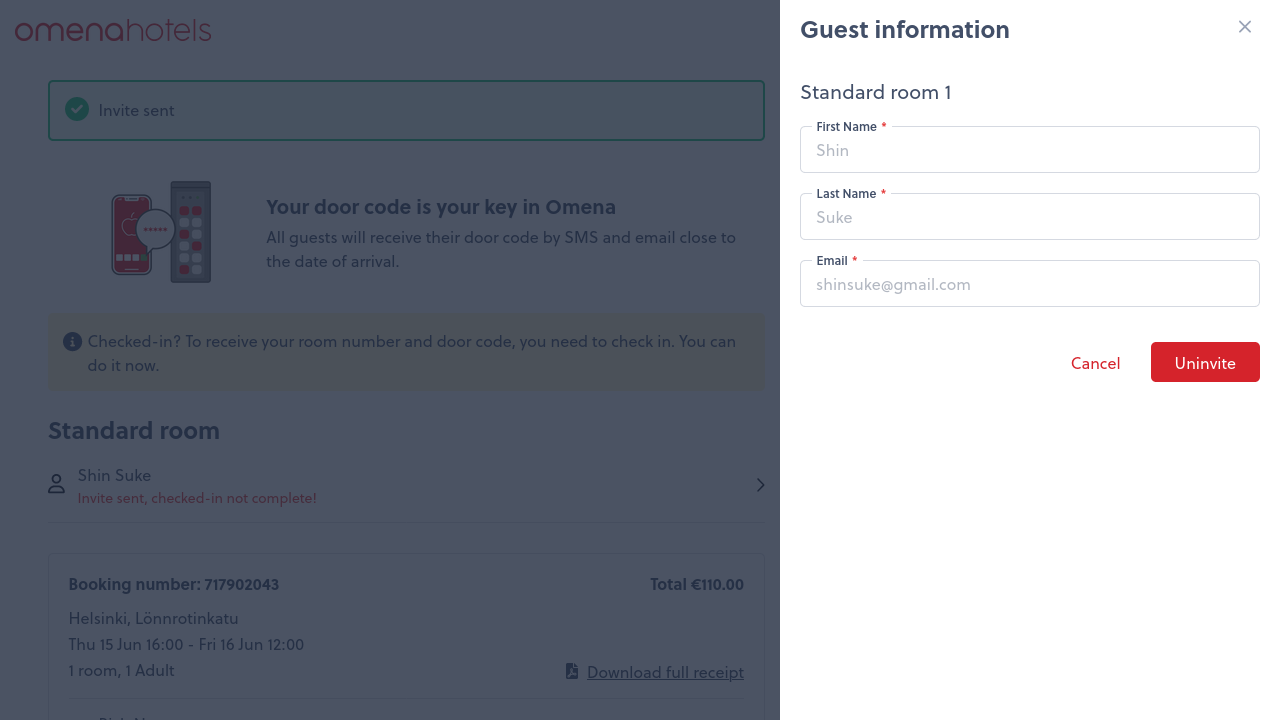 omenahotels
Invite sent
Your door code is your key in Omena
All guests will receive their door code by SMS and email close to
the date of arrival.
Checked-in? To receive your room number and door code, you need to check in. You can
do it now.
Standard room
Shin Suke
Invite sent, checked-in not complete!
Booking number: 717902043
Total €110.00
Helsinki, Lönnrotinkatu
Thu 15 Jun 16:00 - Fri 16 Jun 12:00
1 room, 1 Adult
Download full receipt
Guest information
Standard room 1
First Name *
Shin
Last Name *
Suke
Email *
shinsuke@gmail.com
Cancel
Uninvite